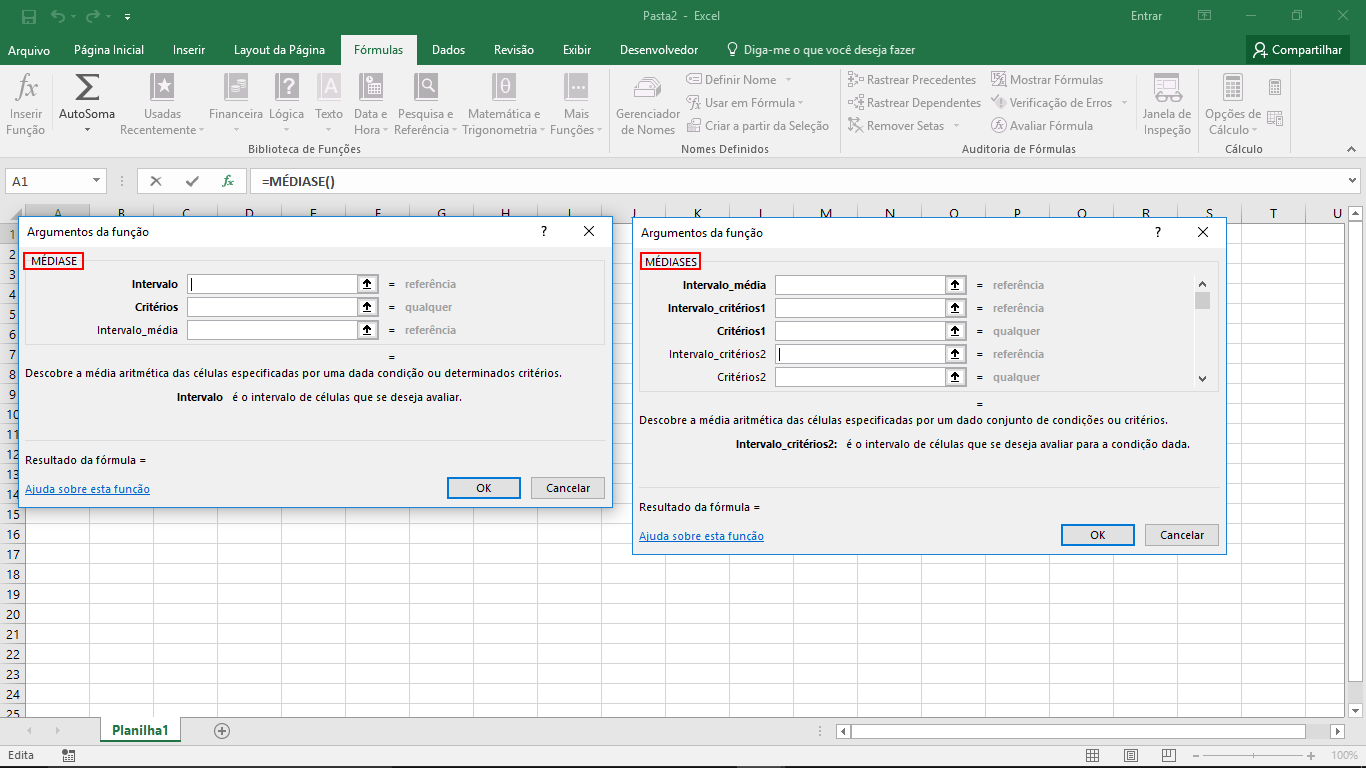 Pasta2 - Excel
Entrar
Arquivo Página Inicial Inserir Layout da Página Fórmulas Dados Revisão Exibir Desenvolvedor Diga-me o que você deseja fazer Compartilhar
Inserir Função
AutoSoma
Usadas Recentemente
Financeira
Lógica
Texto
Data e Hora
Pesquisa e Referência
Matemática e Trigonometria
Mais Funções
Biblioteca de Funções
Gerenciador de Nomes
Definir Nome
Usar em Fórmula
Criar a partir da Seleção
Nomes Definidos
Rastrear Precedentes
Rastrear Dependentes
Remover Setas
Mostrar Fórmulas
Verificação de Erros
Avaliar Fórmula
Janela de Inspeção
Auditoria de Fórmulas
Opções de Cálculo
Cálculo
A1
fx
=MÉDIASE()
A B C D E F G H I J K L M N O P Q R S T U
Argumentos da função ?
MÉDIASE
Intervalo = referência
Critérios = qualquer
Intervalo_média = referência
=
Descobre a média aritmética das células especificadas por uma dada condição ou determinados critérios.
Intervalo é o intervalo de células que se deseja avaliar.
Resultado da fórmula =
Ajuda sobre esta função
OK Cancelar
Argumentos da função ?
MÉDIASES
Intervalo_média = referência
Intervalo_critérios1 = referência
Critérios1 = qualquer
Intervalo_critérios2 = referência
Critérios2 = qualquer
=
Descobre a média aritmética das células especificadas por um dado conjunto de condições ou critérios.
Intervalo_critérios2: é o intervalo de células que se deseja avaliar para a condição dada.
Resultado da fórmula =
Ajuda sobre esta função
OK Cancelar
1
2
3
4
5
6
7
8
9
10
11
12
13
14
15
16
17
18
19
20
21
22
23
24
25
Planilha1
Edita
100%